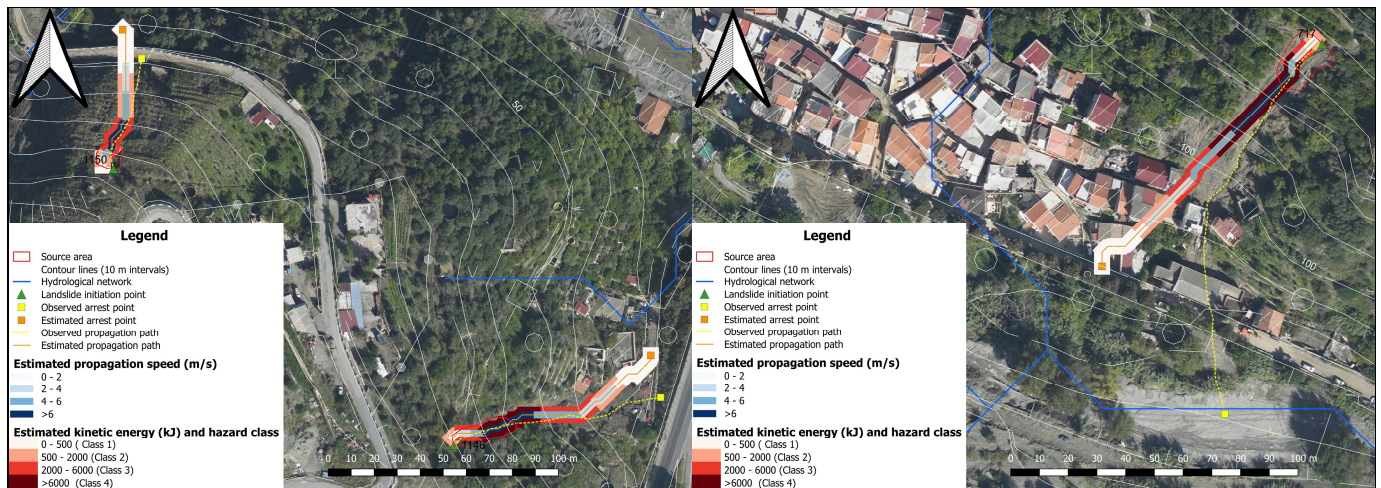 1150
50
Legend
Source area
Contour lines (10 m intervals)
Hydrological network
Landslide initiation point
Observed arrest point
Estimated arrest point
Observed propagation path
Estimated propagation path
Estimated propagation speed (m/s)
0 - 2
2 - 4
4 - 6
>6
Estimated kinetic energy (kJ) and hazard class
0 - 500 ( Class 1)
500 - 2000 (Class 2)
2000 - 6000 (Class 3)
>6000 (Class 4)
1146
0 10 20 30 40 50 60 70 80 90 100 m
717
100
100
Legend
Source area
Contour lines (10 m intervals)
Hydrological network
Landslide initiation point
Observed arrest point
Estimated arrest point
Observed propagation path
Estimated propagation path
Estimated propagation speed (m/s)
0 - 2
2 - 4
4 - 6
>6
Estimated kinetic energy (kJ) and hazard class
0 - 500 ( Class 1)
500 - 2000 (Class 2)
2000 - 6000 (Class 3)
>6000 (Class 4)
0 10 20 30 40 50 60 70 80 90 100 m